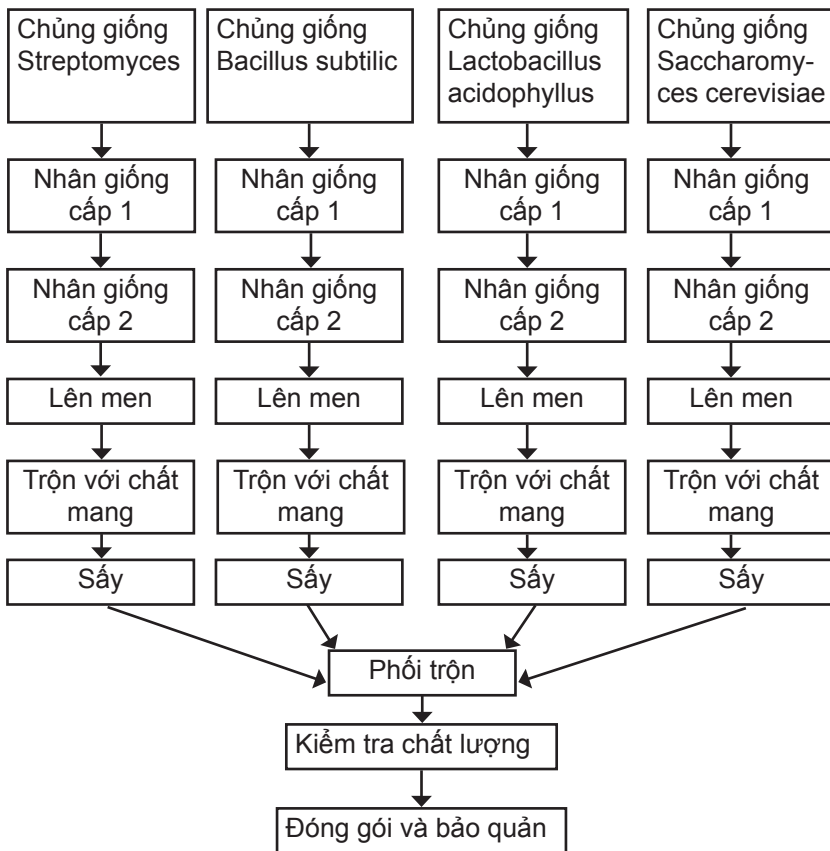 Chủng giống
Streptomyces
Chủng giống
Bacillus subtilic
Chủng giống
Lactobacillus
acidophyllus
Chủng giống
Saccharomy-
ces cerevisiae
Nhân giống
cấp 1
Nhân giống
cấp 1
Nhân giống
cấp 1
Nhân giống
cấp 1
Nhân giống
cấp 2
Nhân giống
cấp 2
Nhân giống
cấp 2
Nhân giống
cấp 2
Lên men
Lên men
Lên men
Lên men
Trộn với chất
mang
Trộn với chất
mang
Trộn với chất
mang
Trộn với chất
mang
Sấy
Sấy
Sấy
Sấy
Phối trộn
Kiểm tra chất lượng
Đóng gói và bảo quản